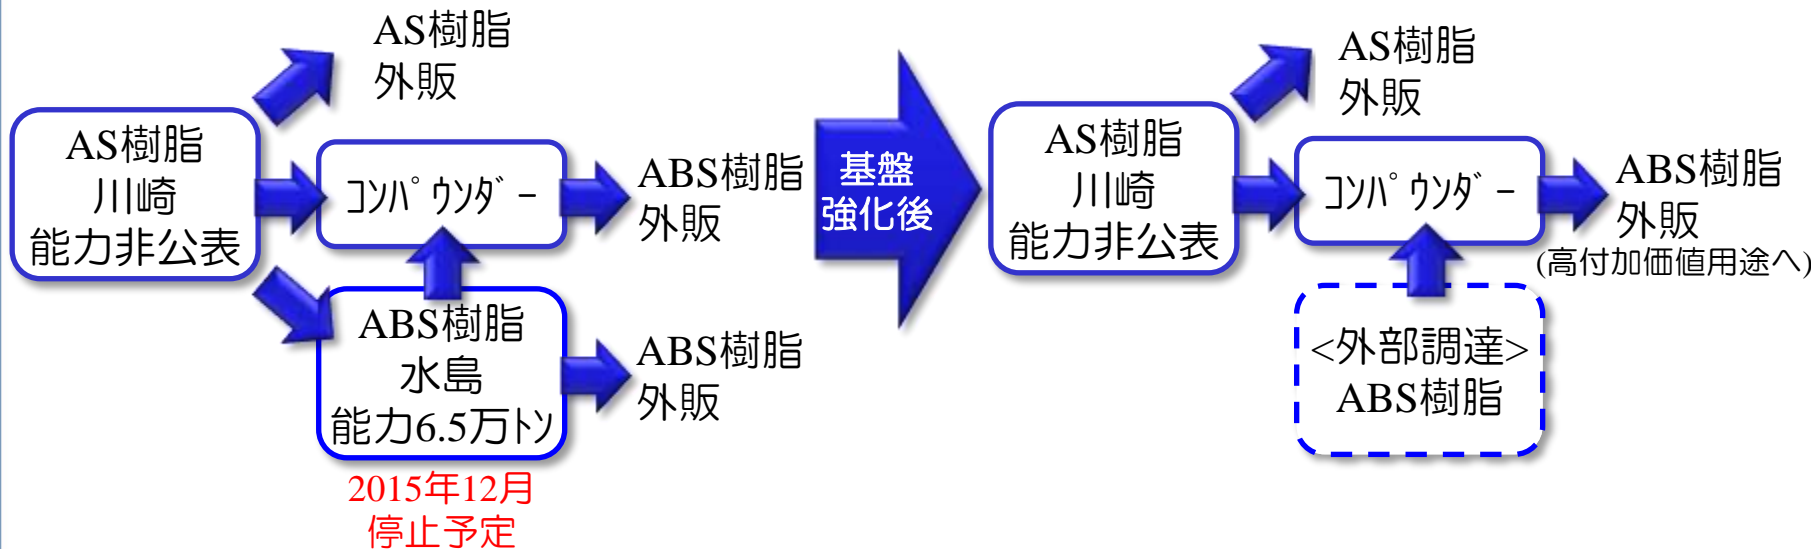 AS樹脂
外販
AS樹脂
川崎
能力非公表
コンパウンダー
ABS樹脂
外販
ABS樹脂
水島
能力6.5万トン
ABS樹脂
外販
2015年12月
停止予定
基盤
強化後
AS樹脂
外販
AS樹脂
川崎
能力非公表
コンパウンダー
ABS樹脂
外販
(高付加価値用途へ)
<外部調達>
ABS樹脂